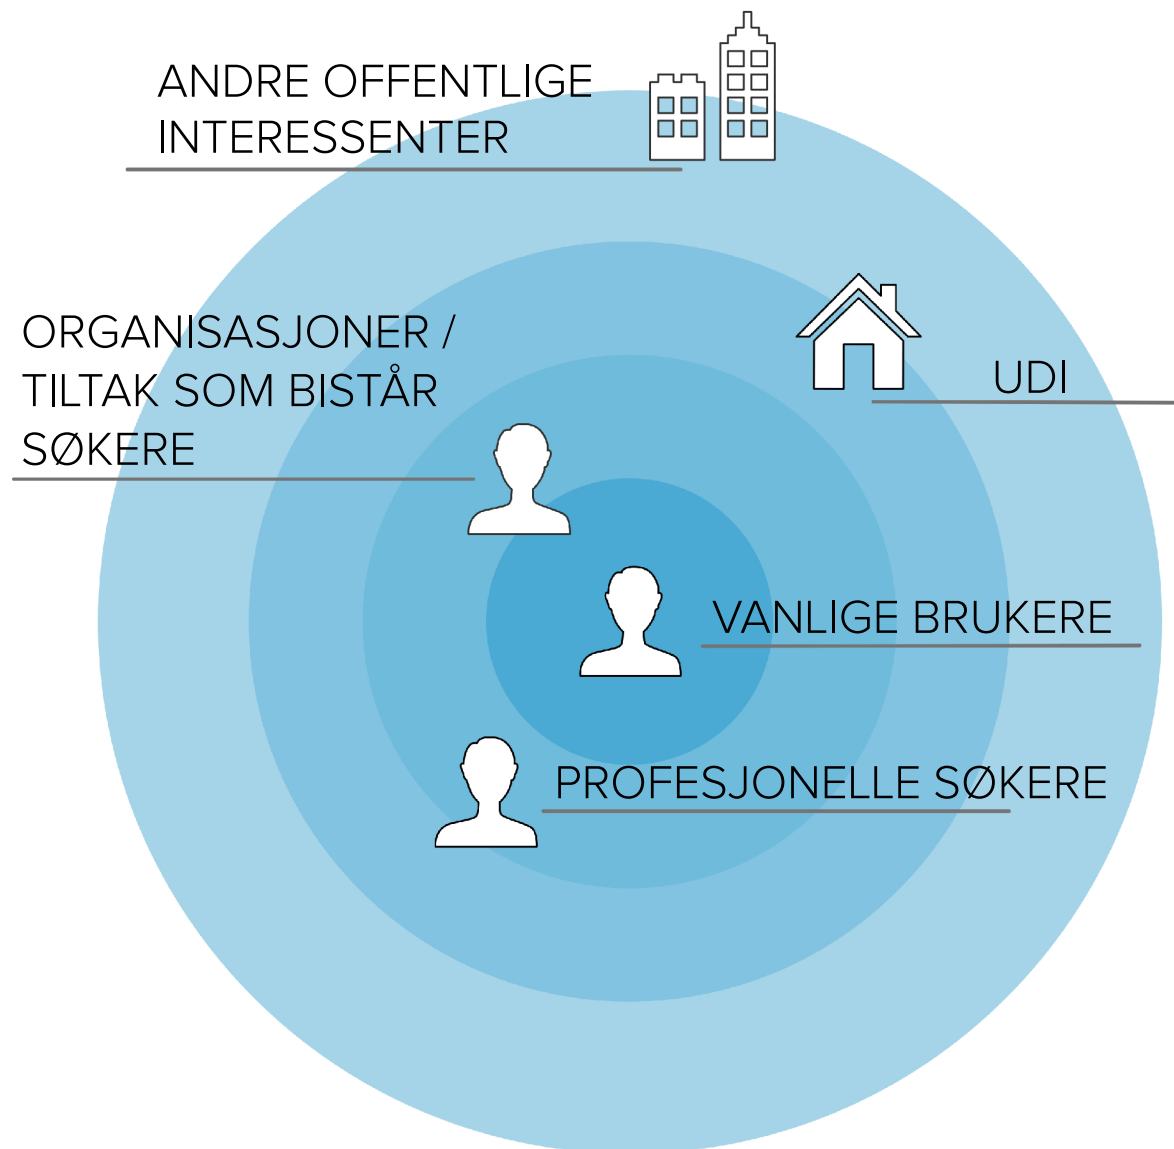 ANDRE OFFENTLIGE
INTERESSENTER
ORGANISASJONER /
TILTAK SOM BISTÅR
SØKERE
UDI
VANLIGE BRUKERE
PROFESJONELLE SØKERE